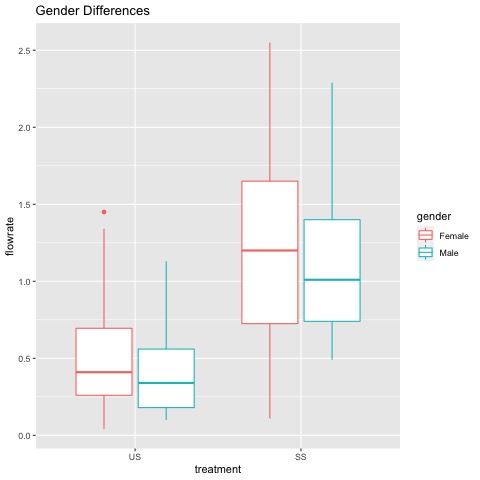 Gender Differences
2.5
2.0
1.5
1.0
0.5
0.0
flowrate
US SS
treatment
gender
Female
Male